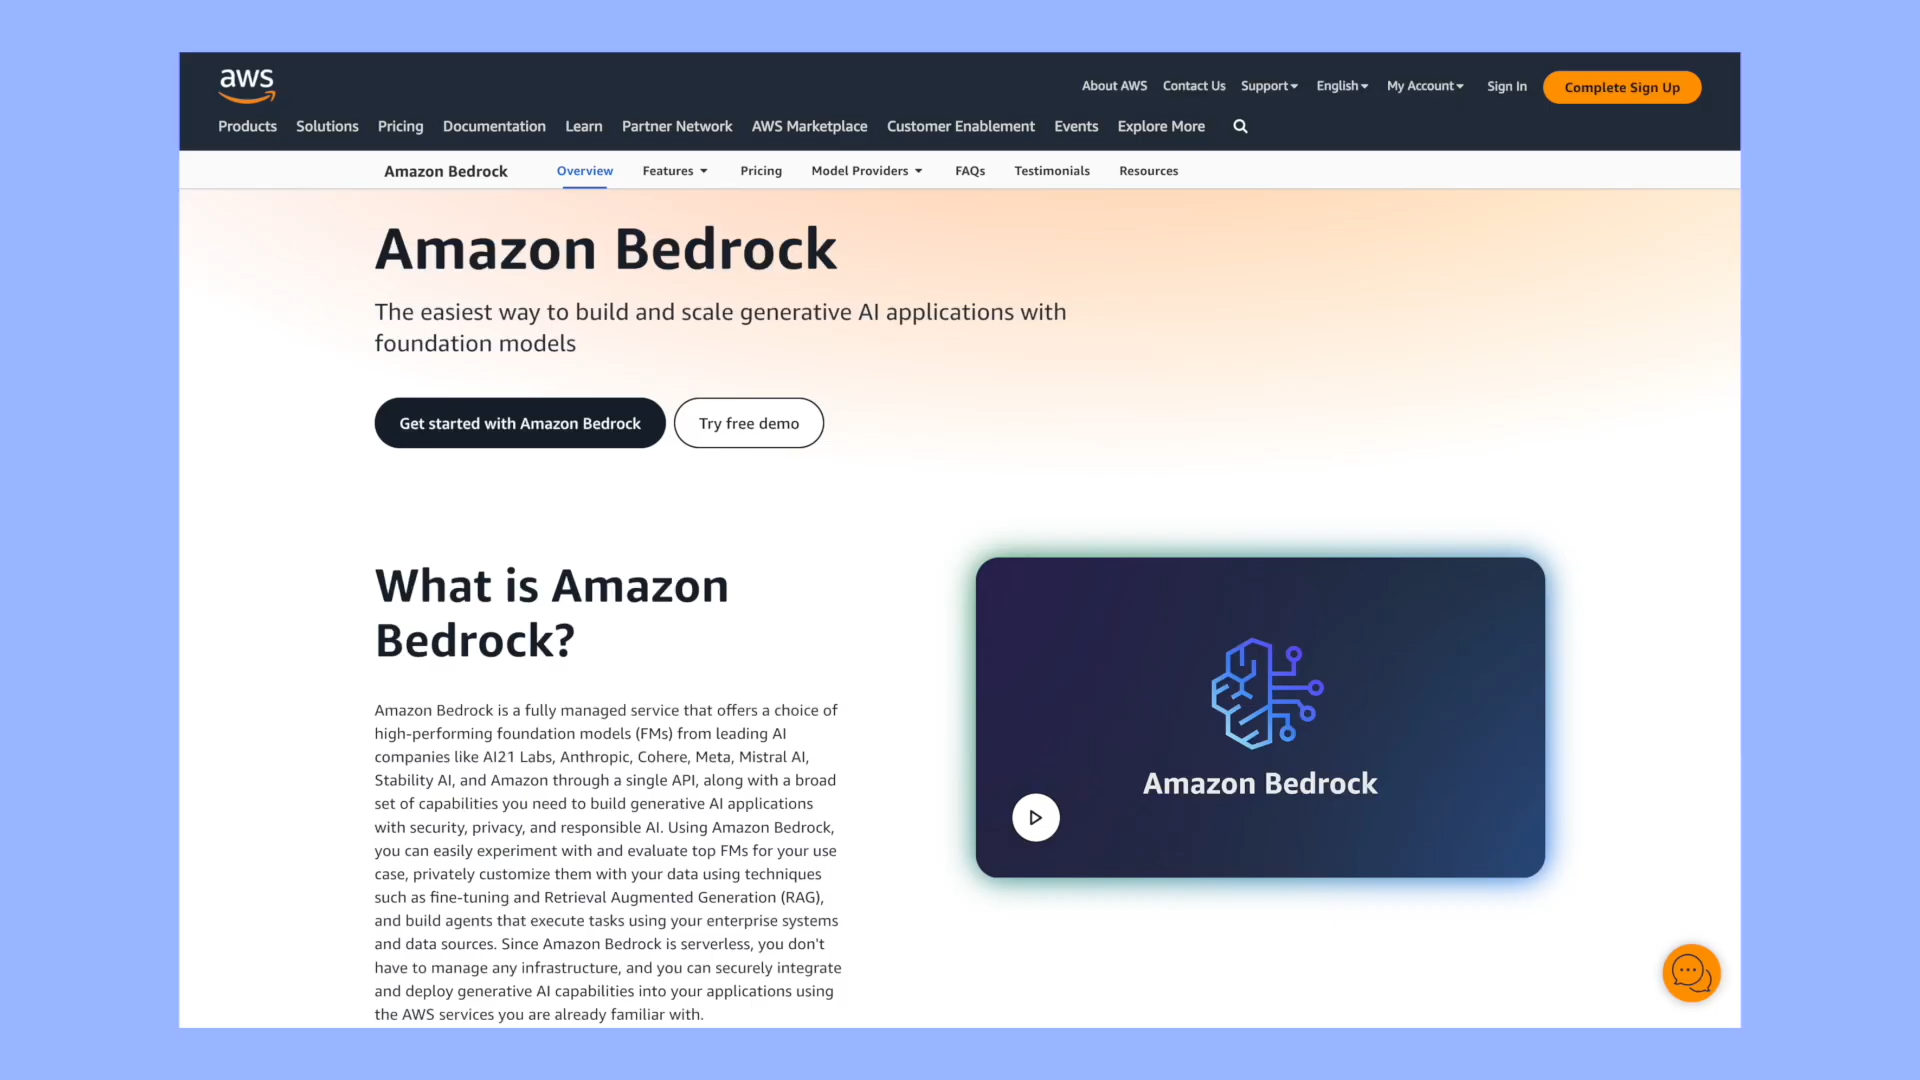 aws
About AWS Contact Us Support English My Account Sign In Complete Sign Up
Products Solutions Pricing Documentation Learn Partner Network AWS Marketplace Customer Enablement Events Explore More
Amazon Bedrock Overview Features Pricing Model Providers FAQs Testimonials Resources
Amazon Bedrock
The easiest way to build and scale generative AI applications with
foundation models
Get started with Amazon Bedrock Try free demo
What is Amazon
Bedrock?
Amazon Bedrock is a fully managed service that offers a choice of
high-performing foundation models (FMs) from leading AI
companies like AI21 Labs, Anthropic, Cohere, Meta, Mistral AI,
Stability AI, and Amazon through a single API, along with a broad
set of capabilities you need to build generative AI applications
with security, privacy, and responsible AI. Using Amazon Bedrock,
you can easily experiment with and evaluate top FMs for your use
case, privately customize them with your data using techniques
such as fine-tuning and Retrieval Augmented Generation (RAG),
and build agents that execute tasks using your enterprise systems
and data sources. Since Amazon Bedrock is serverless, you don't
have to manage any infrastructure, and you can securely integrate
and deploy generative AI capabilities into your applications using
the AWS services you are already familiar with.
Amazon Bedrock